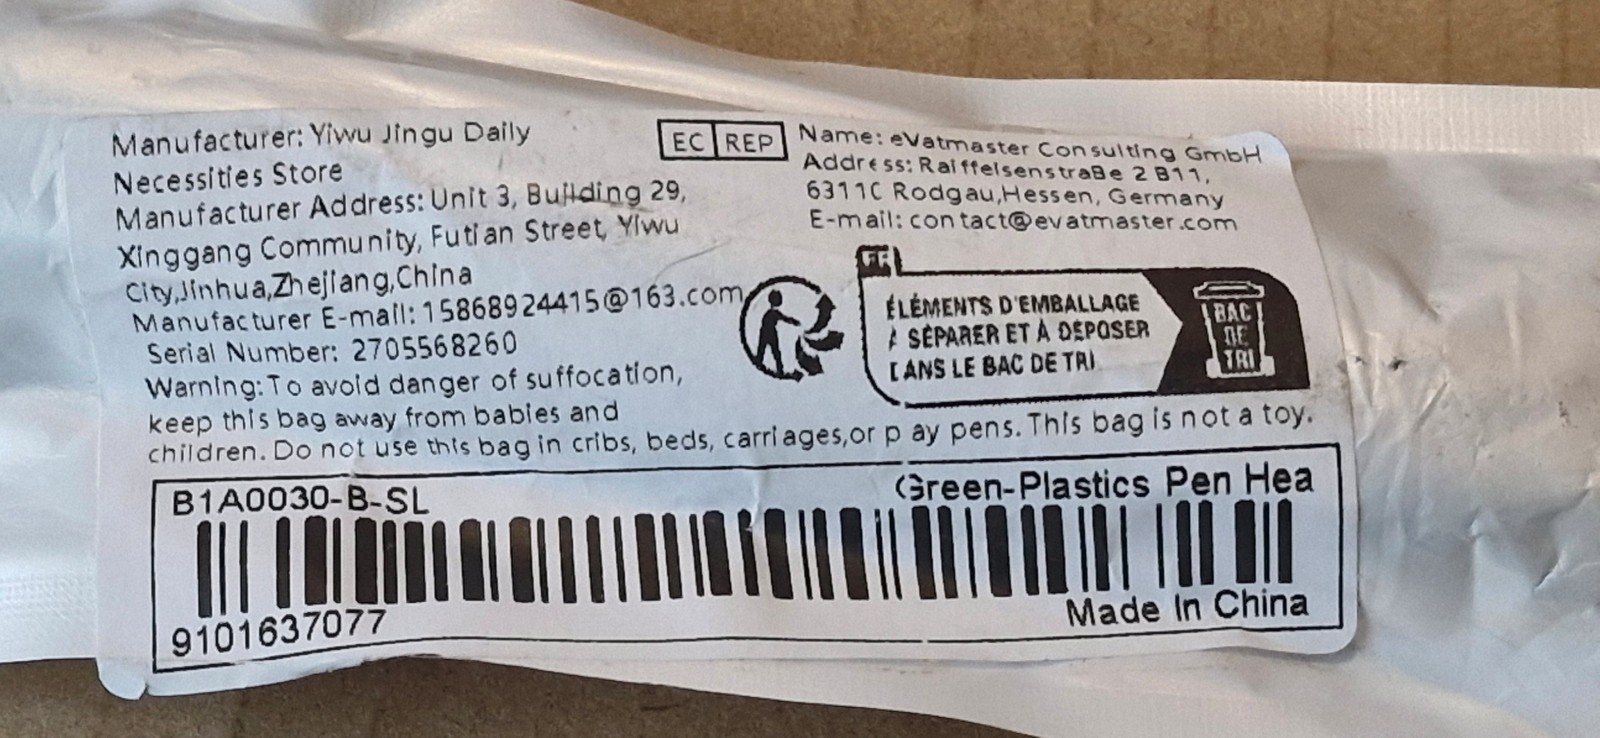 Manufacturer: Yiwu Jingu Daily
Necessities Store
Manufacturer Address: Unit 3, Building 29,
Xinggang Community, Futian Street, Yiwu
City,Jinhua,Zhejiang,China
Manufacturer E-mail: 15868924415@163.com
Serial Number: 2705568260
Warning: To avoid danger of suffocation,
keep this bag away from babies and
children. Do not use this bag in cribs, beds, carriages,or p ay pens. This bag is not a toy.
EC REP
Name: eVatmaster Consulting GmbH
Address: RaiffeisenstraBe 2 B11,
63110 Rodgau,Hessen, Germany
E-mail: contact@evatmaster.com
FR
ÉLÉMENTS D'EMBALLAGE
À SÉPARER ET À DÉPOSER
DANS LE BAC DE TRI
BAC
DE
TRI
B1A0030-B-SL
Green-Plastics Pen Hea
9101637077
Made In China